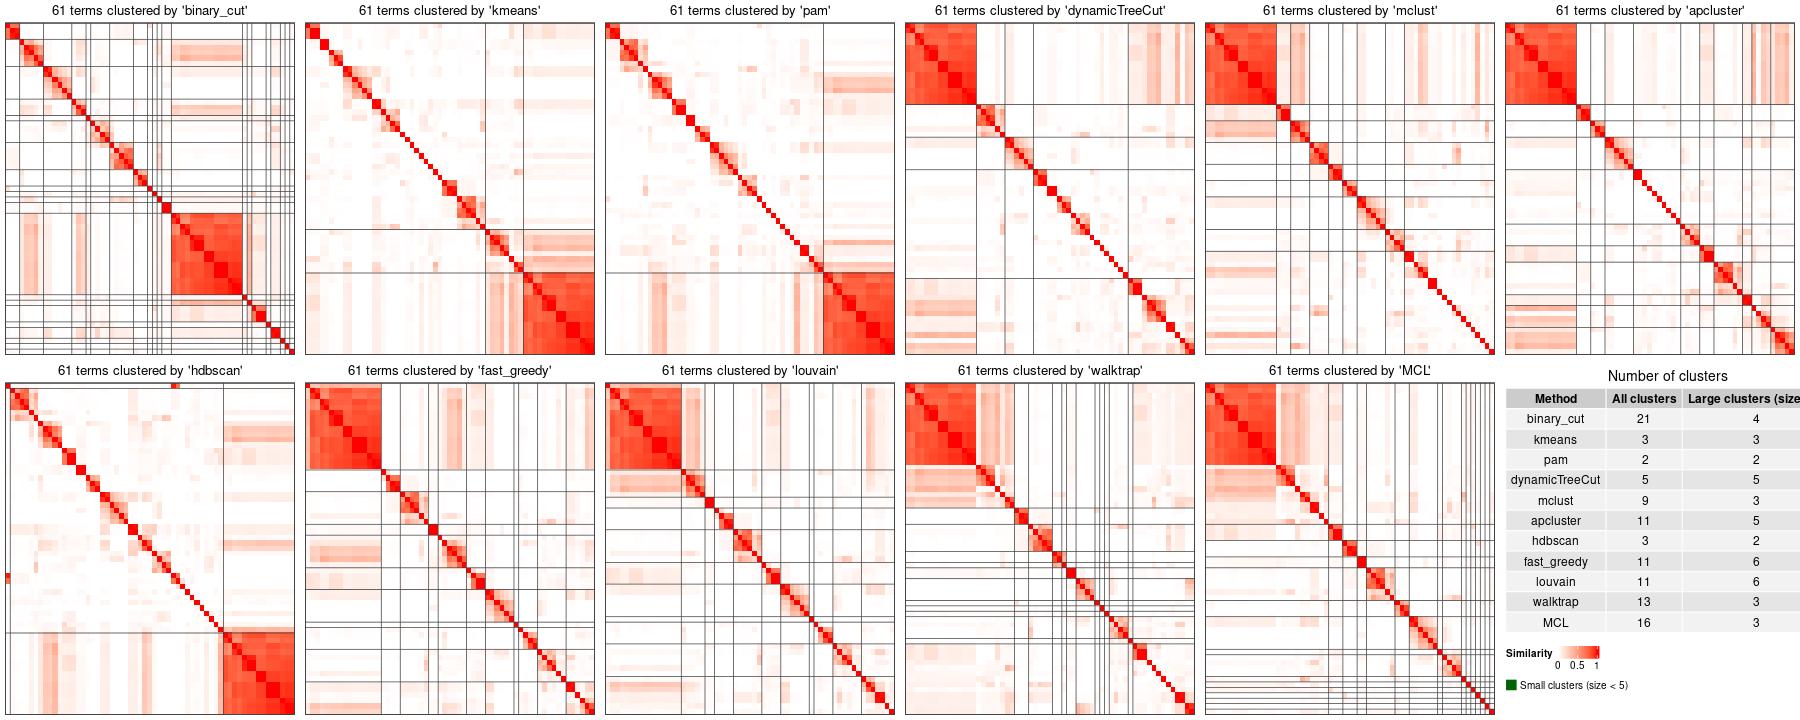 61 terms clustered by 'binary_cut'
61 terms clustered by 'kmeans'
61 terms clustered by 'pam'
61 terms clustered by 'dynamicTreeCut'
61 terms clustered by 'mclust'
61 terms clustered by 'apcluster'
61 terms clustered by 'hdbscan'
61 terms clustered by 'fast_greedy'
61 terms clustered by 'louvain'
61 terms clustered by 'walktrap'
61 terms clustered by 'MCL'
Number of clusters
Method All clusters Large clusters (size
binary_cut 21 4
kmeans 3 3
pam 2 2
dynamicTreeCut 5 5
mclust 9 3
apcluster 11 5
hdbscan 3 2
fast_greedy 11 6
louvain 11 6
walktrap 13 3
MCL 16 3
Similarity
0 0.5 1
Small clusters (size < 5)